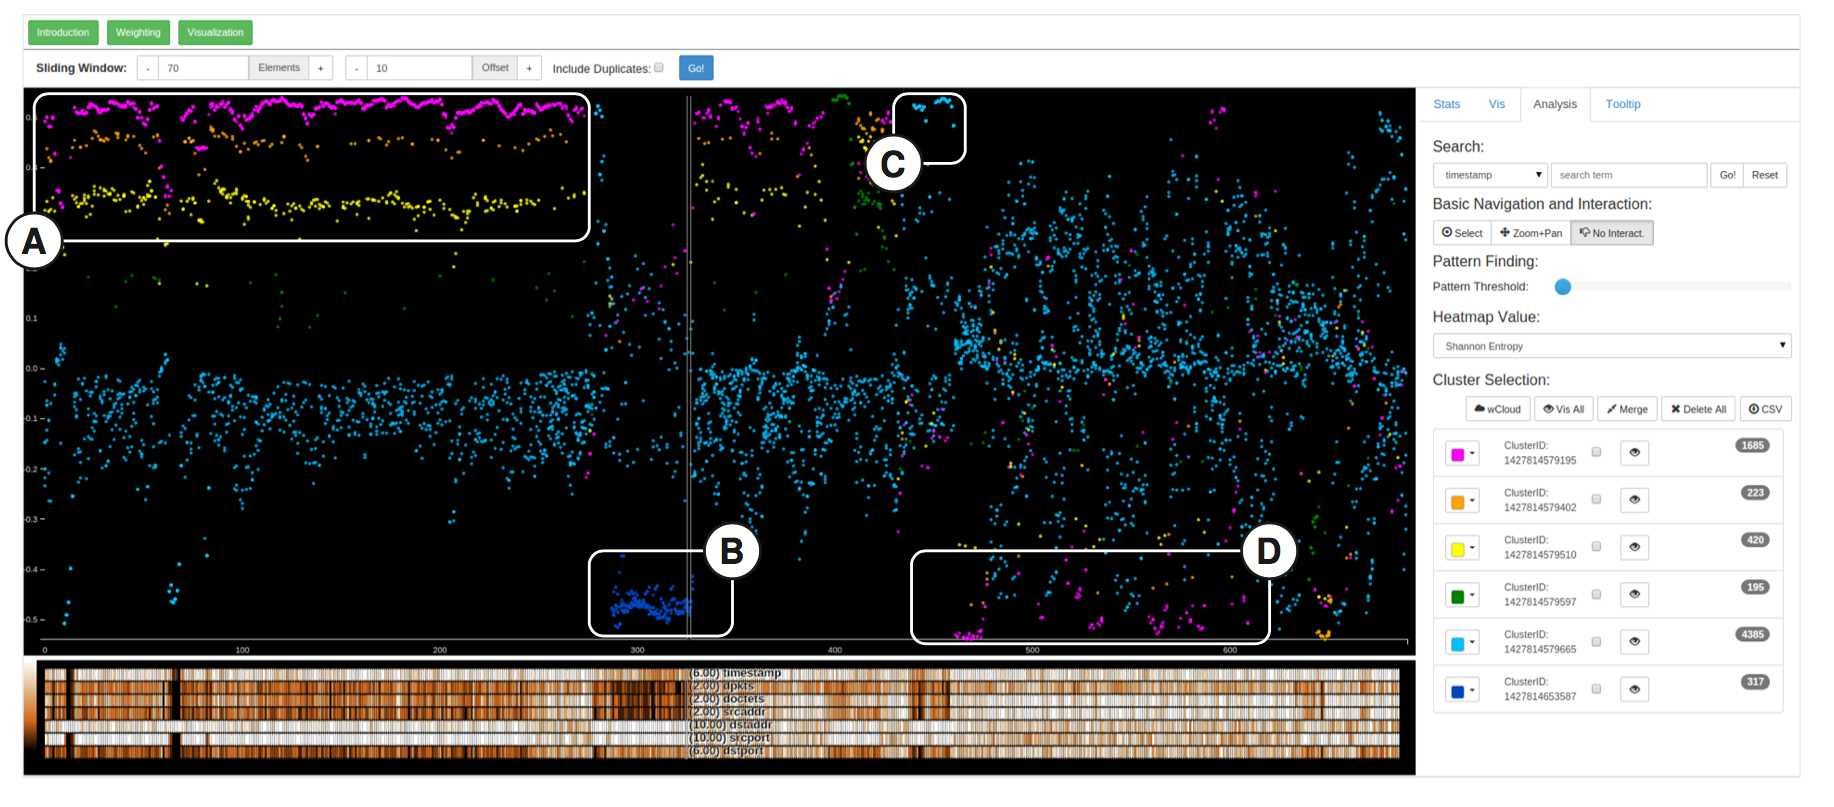 Introduction Weighting Visualization
Sliding Window: - 70 Elements + - 10 Offset + Include Duplicates: Go!
Stats Vis Analysis Tooltip
Search:
timestamp search term Go! Reset
Basic Navigation and Interaction:
Select Zoom+Pan No Interact.
Pattern Finding:
Pattern Threshold:
Heatmap Value:
Shannon Entropy
Cluster Selection:
wCloud Vis All Merge Delete All CSV
ClusterID:
1427814579195
1685
ClusterID:
1427814579402
223
ClusterID:
1427814579510
420
ClusterID:
1427814579597
195
ClusterID:
1427814579665
4385
ClusterID:
1427814653587
317
A
B
C
D
0.1
0.0
-0.1
-0.2
-0.3
-0.4
-0.5
0 100 200 300 400 500 600
(6.00) timestamp
(2.00) dpkts
(2.00) doctets
(2.00) srcaddr
(10.00) dstaddr
(10.00) srcport
(6.00) dstport